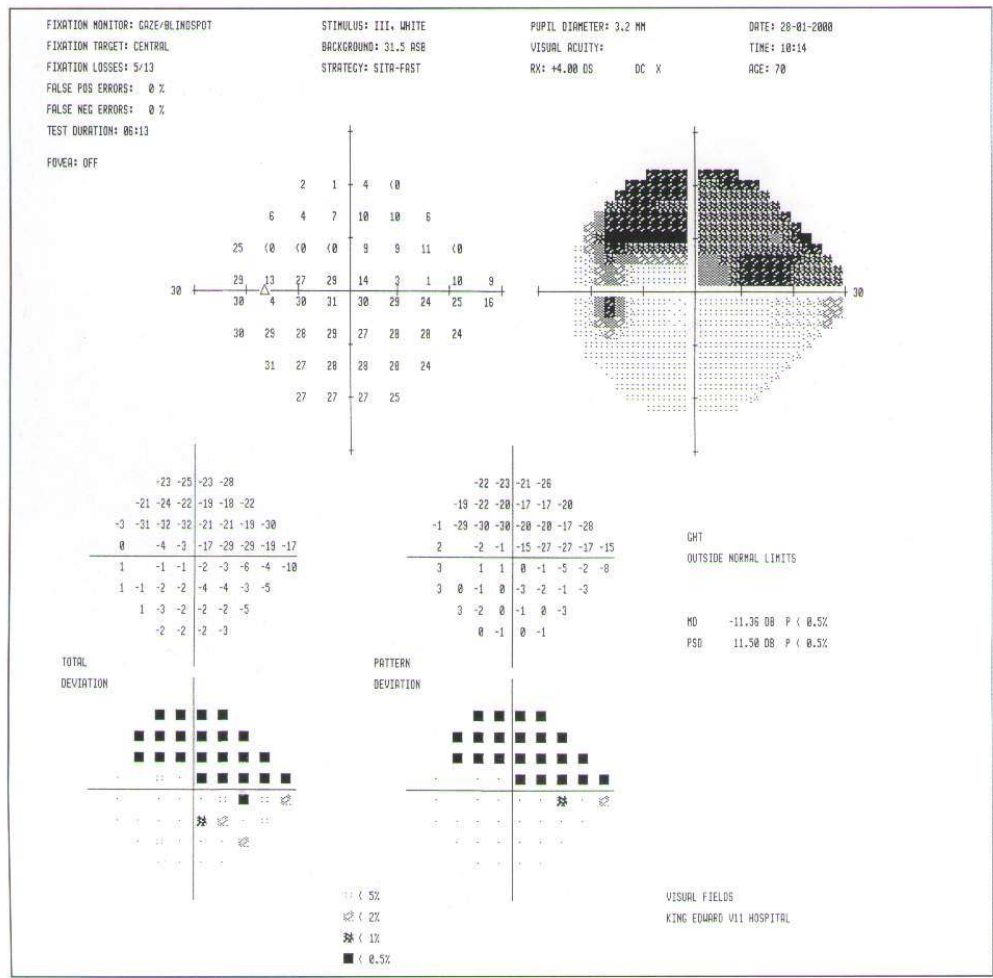 FIXATION MONITOR: GAZE/BLINDSPOT STIMULUS: III, WHITE PUPIL DIAMETER: 3.2 MM DATE: 28-01-2000
FIXATION TARGET: CENTRAL BACKGROUND: 31.5 ASB VISUAL ACUITY: TIME: 10:14
FIXATION LOSSES: 5/13 STRATEGY: SITA-FAST RX: +4.00 DS DC X AGE: 70
FALSE POS ERRORS: 0 %
FALSE NEG ERRORS: 0 %
TEST DURATION: 06:13
FOVEA: OFF
2 1 4 <0
6 4 7 10 10 6
25 <0 <0 <0 9 9 11 <0
29 13 27 29 14 3 1 10 9
30 30
30 4 30 31 30 29 24 25 16
30 29 28 29 27 28 28 24
31 27 28 28 28 24
27 27 27 25
-23 -25 -23 -28 -22 -23 -21 -26
-21 -24 -22 -19 -18 -22 -19 -22 -20 -17 -17 -20
-3 -31 -32 -32 -21 -21 -19 -30 -1 -29 -30 -30 -20 -20 -17 -28
0 -4 -3 -17 -29 -29 -19 -17 2 -2 -1 -15 -27 -27 -17 -15
1 -1 -1 -2 -3 -6 -4 -10 3 1 1 0 -1 -5 -2 -8
1 -1 -2 -2 -4 -4 -3 -5 3 0 -1 0 -3 -2 -1 -3
1 -3 -2 -2 -2 -5 3 -2 0 -1 0 -3
-2 -2 -2 -3 0 -1 0 -1
GHT
OUTSIDE NORMAL LIMITS
MD -11.36 DB P < 0.5%
PSD 11.50 DB P < 0.5%
TOTAL
DEVIATION
PATTERN
DEVIATION
< 5%
< 2%
< 1%
< 0.5%
VISUAL FIELDS
KING EDWARD V11 HOSPITAL